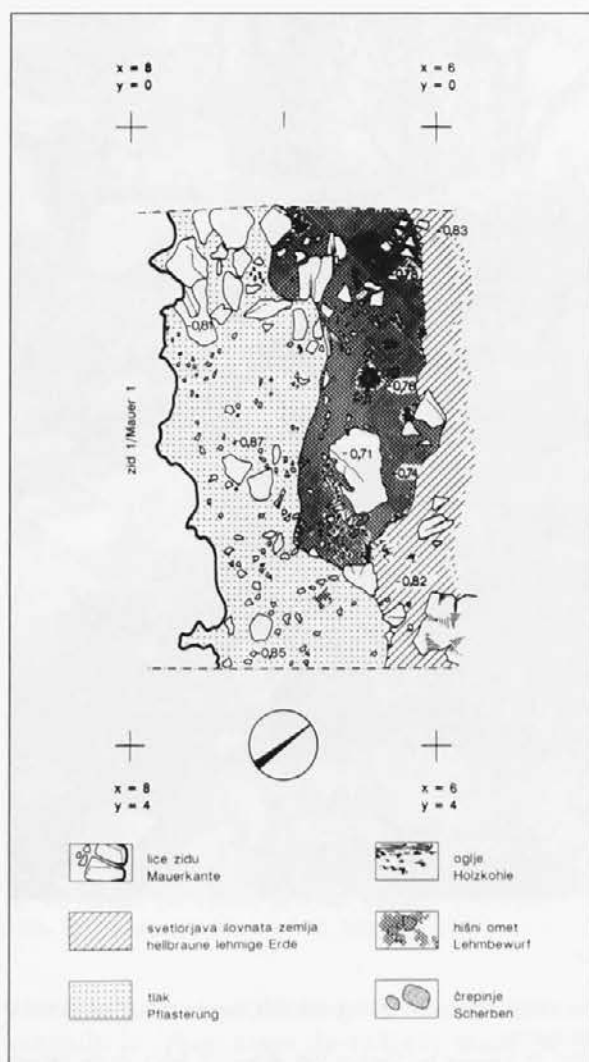 x = 8
y = 0
x = 6
y = 0
-0,83
-0,78
-0,81
-0,78
zid 1/Mauer 1
-0,87
-0,71
-0,74
-0,82
-0,85
x = 8
y = 4
x = 6
y = 4
lice zidu
Mauerkante
oglje
Holzkohle
svetlorjava ilovnata zemlja
hellbraune lehmige Erde
hišni omet
Lehmbewurf
tlak
Pflasterung
črepinje
Scherben